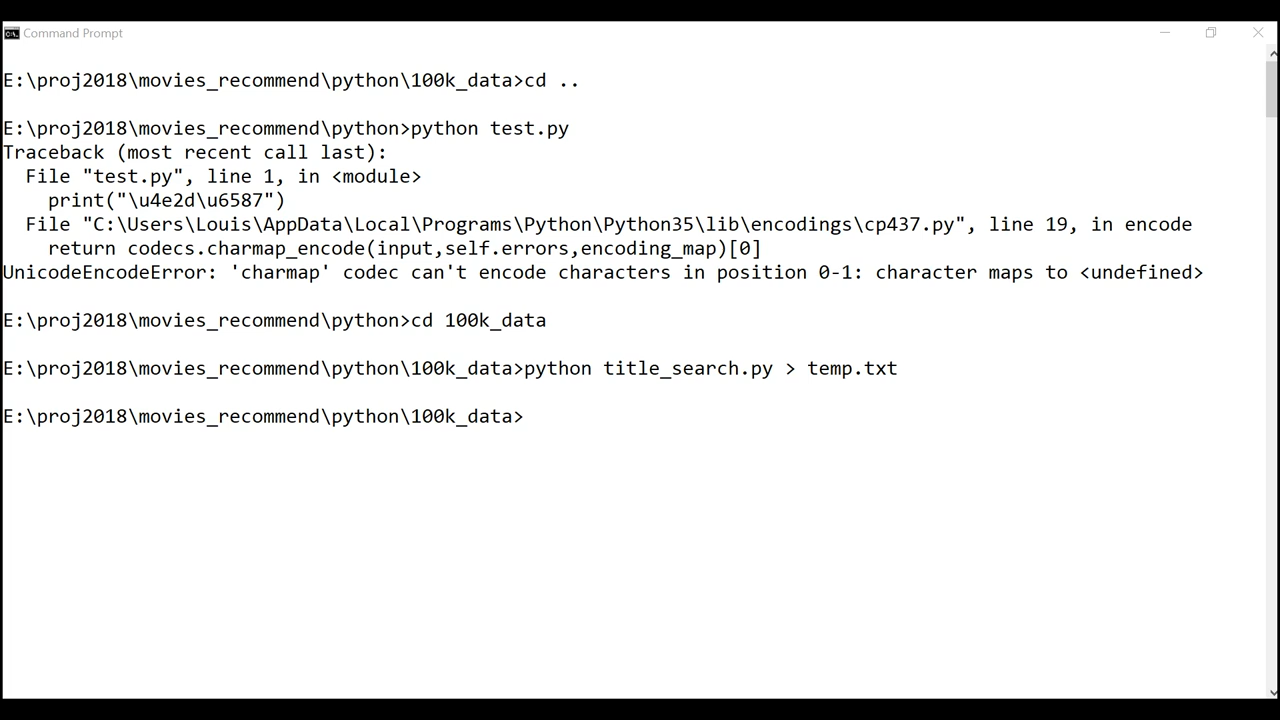 Command Prompt
E:\proj2018\movies_recommend\python\100k_data>cd ..
E:\proj2018\movies_recommend\python>python test.py
Traceback (most recent call last):
File "test.py", line 1, in <module>
print("\u4e2d\u6587")
File "C:\Users\Louis\AppData\Local\Programs\Python\Python35\lib\encodings\cp437.py", line 19, in encode
return codecs.charmap_encode(input,self.errors,encoding_map)[0]
UnicodeEncodeError: 'charmap' codec can't encode characters in position 0-1: character maps to <undefined>
E:\proj2018\movies_recommend\python>cd 100k_data
E:\proj2018\movies_recommend\python\100k_data>python title_search.py > temp.txt
E:\proj2018\movies_recommend\python\100k_data>